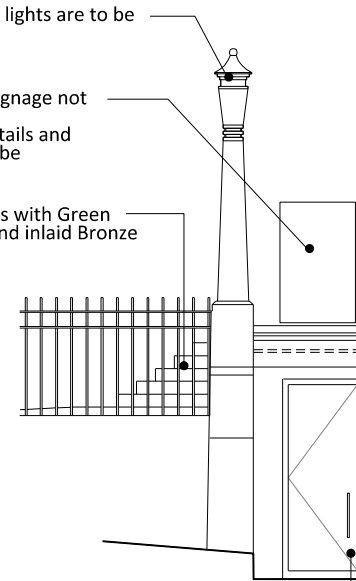 lights are to be
gnage not
tails and
be
s with Green
nd inlaid Bronze